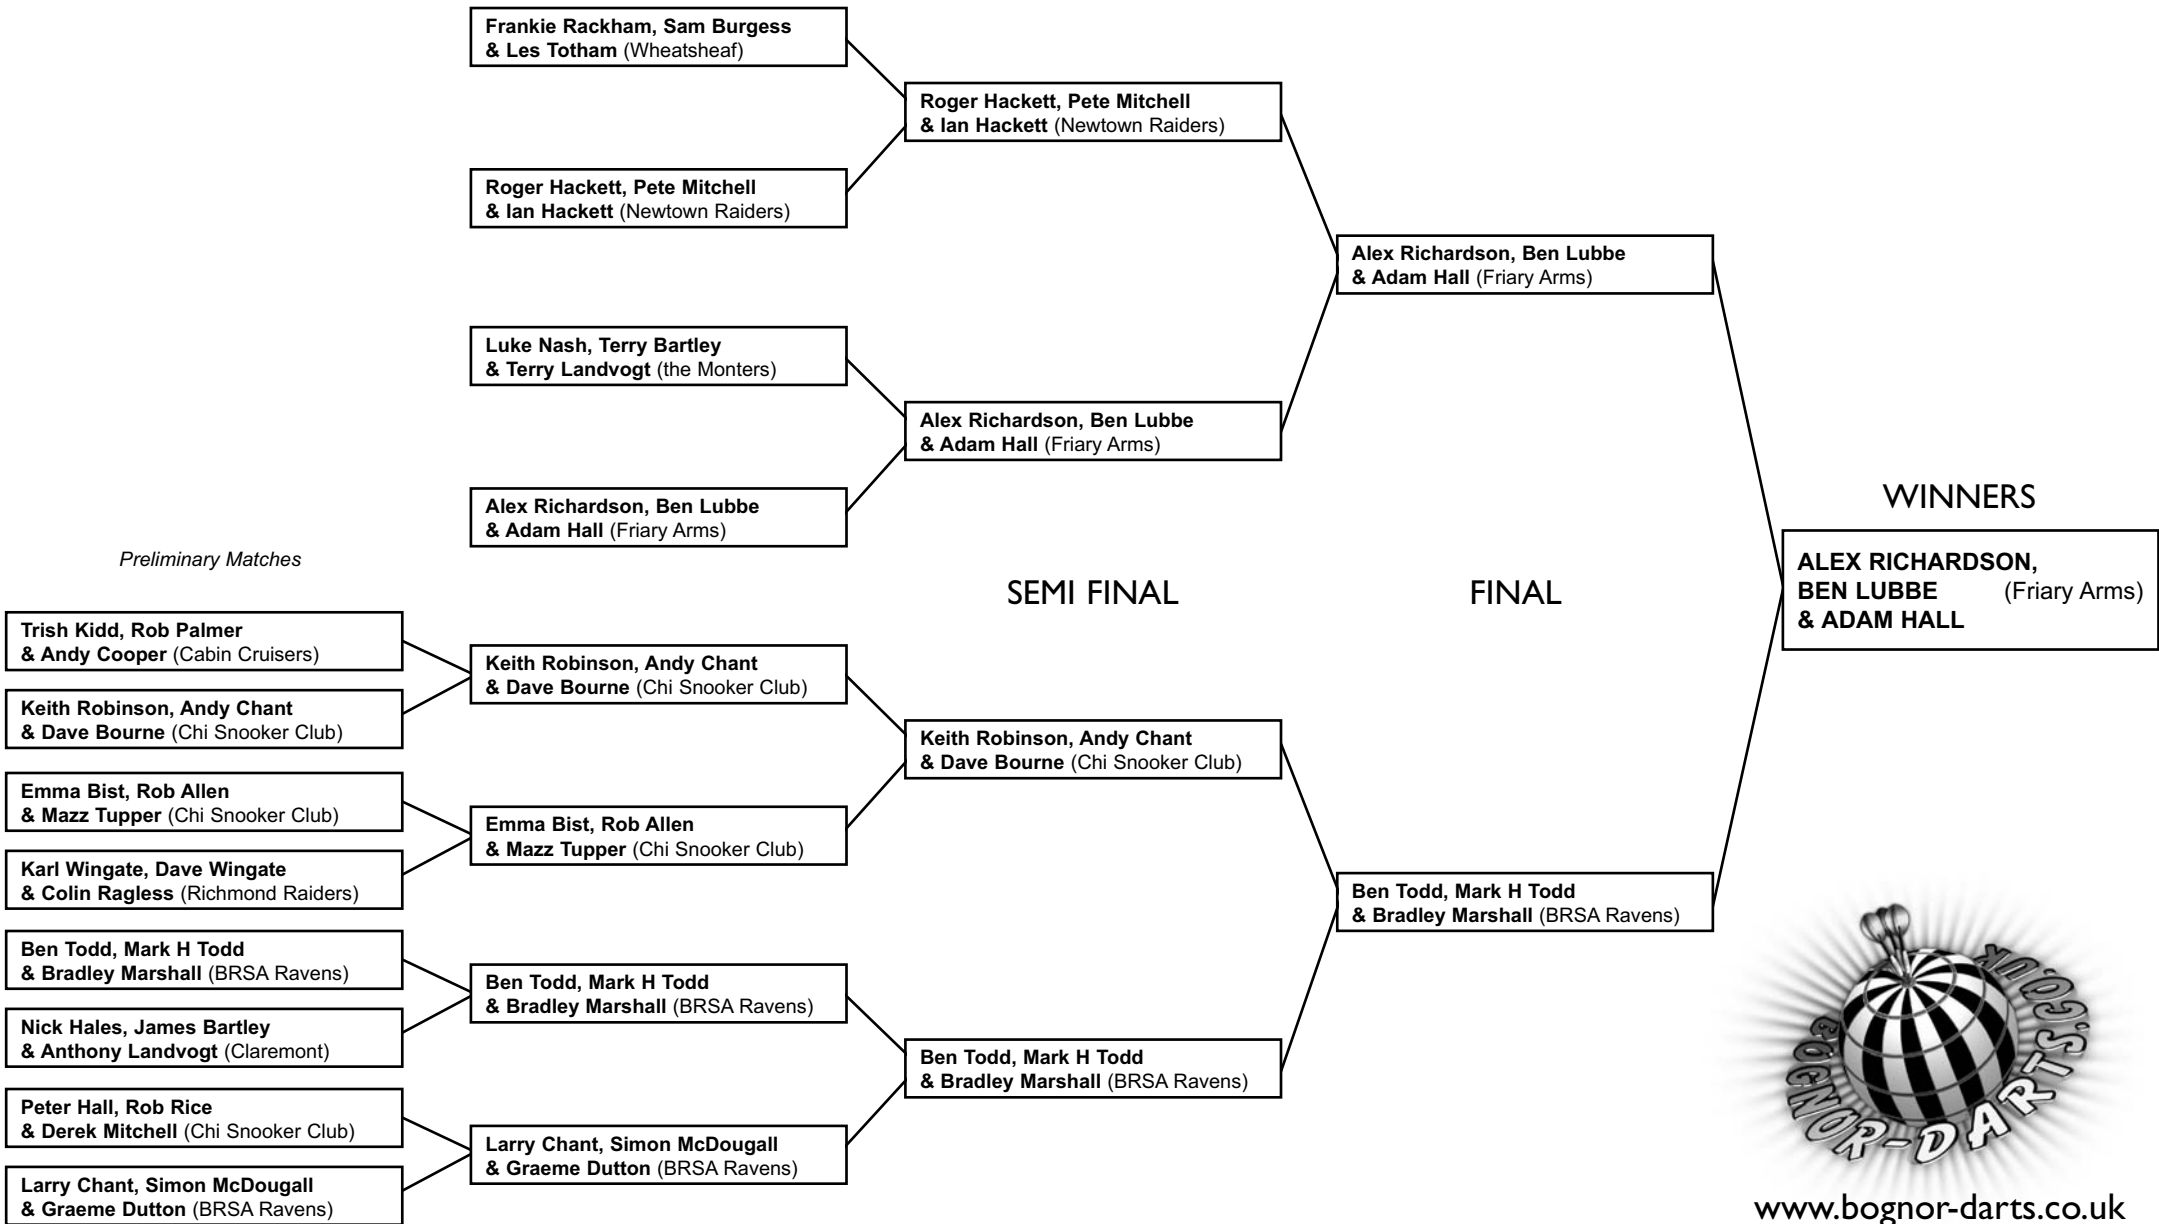 Frankie Rackham, Sam Burgess
& Les Totham (Wheatsheaf)
Roger Hackett, Pete Mitchell
& Ian Hackett (Newtown Raiders)
Luke Nash, Terry Bartley
& Terry Landvogt (the Monters)
Alex Richardson, Ben Lubbe
& Adam Hall (Friary Arms)
Preliminary Matches
Trish Kidd, Rob Palmer
& Andy Cooper (Cabin Cruisers)
Keith Robinson, Andy Chant
& Dave Bourne (Chi Snooker Club)
Emma Bist, Rob Allen
& Mazz Tupper (Chi Snooker Club)
Karl Wingate, Dave Wingate
& Colin Ragless (Richmond Raiders)
Ben Todd, Mark H Todd
& Bradley Marshall (BRSA Ravens)
Nick Hales, James Bartley
& Anthony Landvogt (Claremont)
Peter Hall, Rob Rice
& Derek Mitchell (Chi Snooker Club)
Larry Chant, Simon McDougall
& Graeme Dutton (BRSA Ravens)
Keith Robinson, Andy Chant
& Dave Bourne (Chi Snooker Club)
Emma Bist, Rob Allen
& Mazz Tupper (Chi Snooker Club)
Ben Todd, Mark H Todd
& Bradley Marshall (BRSA Ravens)
Larry Chant, Simon McDougall
& Graeme Dutton (BRSA Ravens)
Roger Hackett, Pete Mitchell
& Ian Hackett (Newtown Raiders)
Alex Richardson, Ben Lubbe
& Adam Hall (Friary Arms)
SEMI FINAL
Keith Robinson, Andy Chant
& Dave Bourne (Chi Snooker Club)
Ben Todd, Mark H Todd
& Bradley Marshall (BRSA Ravens)
Alex Richardson, Ben Lubbe
& Adam Hall (Friary Arms)
FINAL
Ben Todd, Mark H Todd
& Bradley Marshall (BRSA Ravens)
WINNERS
ALEX RICHARDSON,
BEN LUBBE (Friary Arms)
& ADAM HALL
BOGNOR-DARTS.CO.UK
www.bognor-darts.co.uk